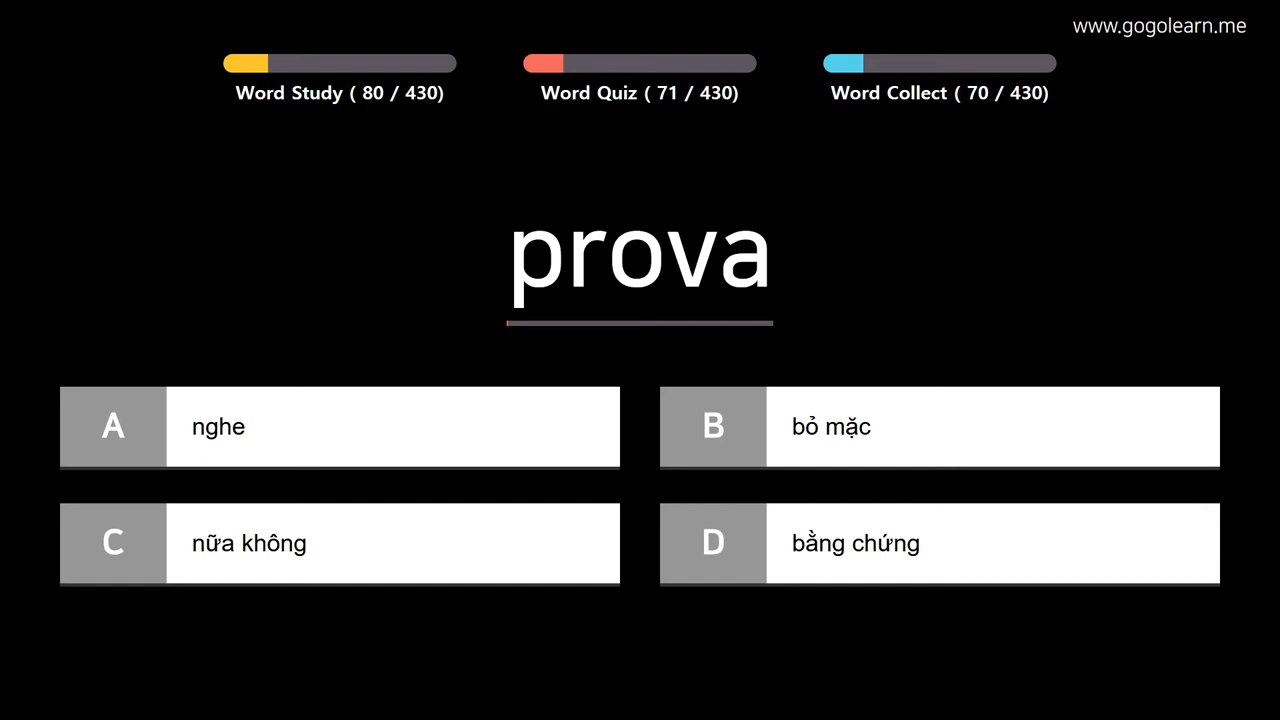 www.gogolearn.me
Word Study ( 80 / 430)
Word Quiz ( 71 / 430)
Word Collect ( 70 / 430)
prova
A nghe
B bỏ mặc
C nữa không
D bằng chứng